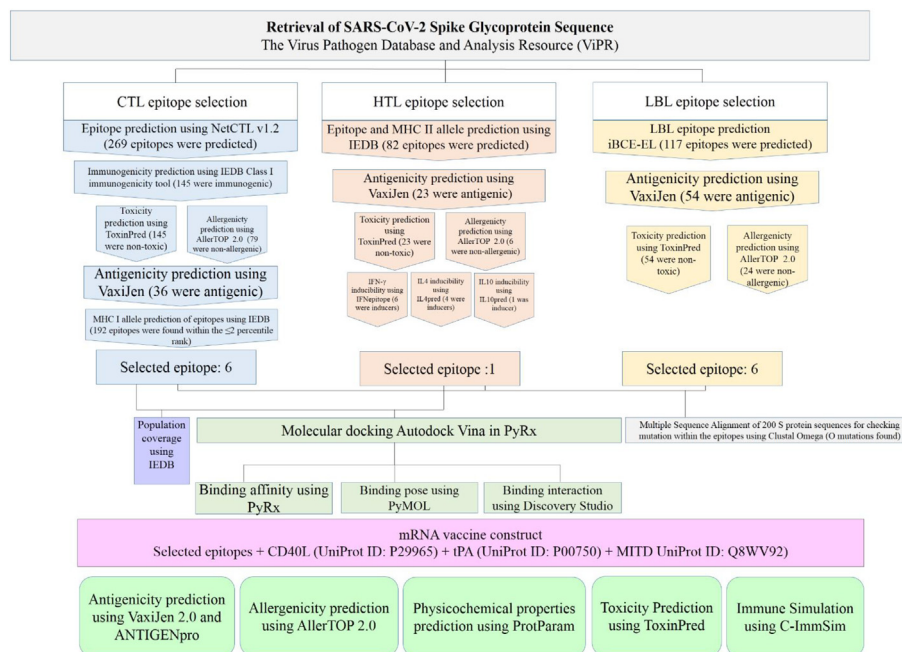 Retrieval of SARS-CoV-2 Spike Glycoprotein Sequence
The Virus Pathogen Database and Analysis Resource (ViPR)
CTL epitope selection
Epitope prediction using NetCTL v1.2
(269 epitopes were predicted)
Immunogenicity prediction using IEDB Class I
immunogenicity tool (145 were immunogenic)
Toxicity
prediction using
ToxinPred (145
were non-toxic)
Allergenicity
prediction using
AllerTOP 2.0 (79
were non-allergenic)
Antigenicity prediction using
VaxiJen (36 were antigenic)
MHC I allele prediction of epitopes using IEDB
(192 epitopes were found within the ≤2 percentile
rank)
Selected epitope: 6
HTL epitope selection
Epitope and MHC II allele prediction using
IEDB (82 epitopes were predicted)
Antigenicity prediction using
VaxiJen (23 were antigenic)
Toxicity prediction
using
ToxinPred (23 were
non-toxic)
Allergenicity
prediction using
AllerTOP 2.0 (6
were non-allergenic)
IFN-γ
inducibility using
IFNepitope (6
were inducers)
IL4 inducibility
using
IL4pred (4 were
inducers)
IL10 inducibility
using
IL10pred (1 was
inducer)
Selected epitope :1
LBL epitope selection
LBL epitope prediction
iBCE-EL (117 epitopes were predicted)
Antigenicity prediction using
VaxiJen (54 were antigenic)
Toxicity prediction
using ToxinPred
(54 were non-
toxic)
Allergenicity
prediction using
AllerTOP 2.0
(24 were non-
allergenic)
Selected epitope: 6
Population
coverage
using
IEDB
Molecular docking Autodock Vina in PyRx
Multiple Sequence Alignment of 200 S protein sequences for checking
mutation within the epitopes using Clustal Omega (O mutations found)
Binding affinity using
PyRx
Binding pose using
PyMOL
Binding interaction
using Discovery Studio
mRNA vaccine construct
Selected epitopes + CD40L (UniProt ID: P29965) + tPA (UniProt ID: P00750) + MITD UniProt ID: Q8WV92)
Antigenicity prediction
using VaxiJen 2.0 and
ANTIGENpro
Allergenicity prediction
using AllerTOP 2.0
Physicochemical properties
prediction using ProtParam
Toxicity Prediction
using ToxinPred
Immune Simulation
using C-ImmSim